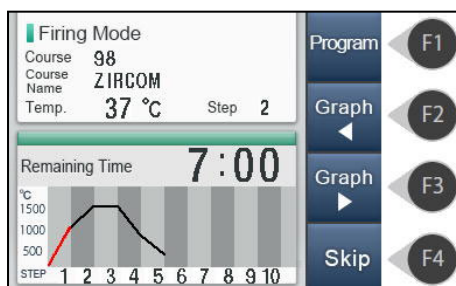 Firing Mode
Course 98
Course Name ZIRCOM
Temp. 37 °C Step 2
Remaining Time 7:00
°C
1500
1000
500
STEP 1 2 3 4 5 6 7 8 9 10
Program F1
Graph F2
Graph F3
Skip F4